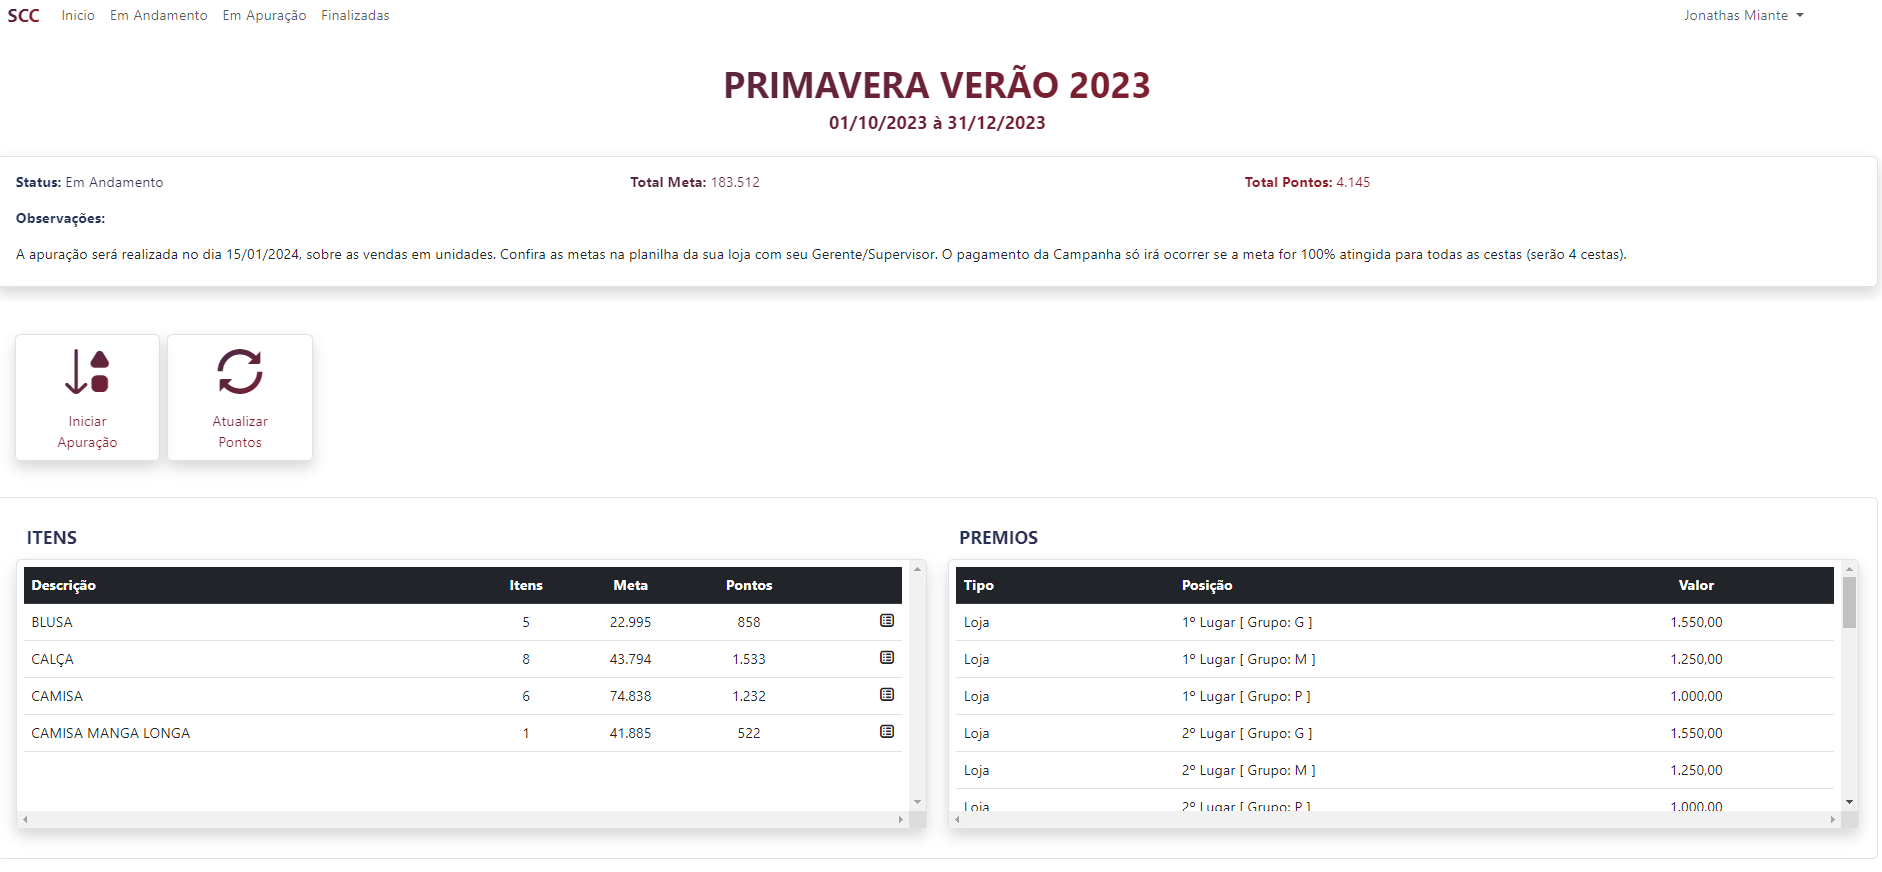 SCC Inicio Em Andamento Em Apuração Finalizadas Jonathas Miante
PRIMAVERA VERÃO 2023
01/10/2023 à 31/12/2023
Status: Em Andamento Total Meta: 183.512 Total Pontos: 4.145
Observações:
A apuração será realizada no dia 15/01/2024, sobre as vendas em unidades. Confira as metas na planilha da sua loja com seu Gerente/Supervisor. O pagamento da Campanha só irá ocorrer se a meta for 100% atingida para todas as cestas (serão 4 cestas).
Iniciar
Apuração
Atualizar
Pontos
ITENS
Descrição Itens Meta Pontos
BLUSA 5 22.995 858
CALÇA 8 43.794 1.533
CAMISA 6 74.838 1.232
CAMISA MANGA LONGA 1 41.885 522
PREMIOS
Tipo Posição Valor
Loja 1º Lugar [ Grupo: G ] 1.550,00
Loja 1º Lugar [ Grupo: M ] 1.250,00
Loja 1º Lugar [ Grupo: P ] 1.000,00
Loja 2º Lugar [ Grupo: G ] 1.550,00
Loja 2º Lugar [ Grupo: M ] 1.250,00
Loja 2º Lugar [ Grupo: P ] 1.000,00